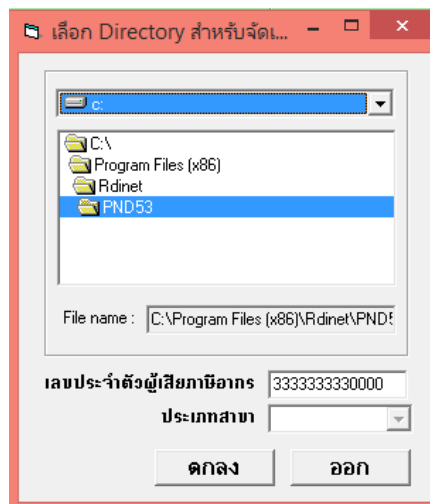 เลือก Directory สำหรับจัดเ...
c:
C:\
Program Files (x86)
Rdinet
PND53
File name : C:\Program Files (x86)\Rdinet\PND5
เลขประจำตัวผู้เสียภาษีอากร 3333333330000
ประเภทสาขา
ตกลง ออก